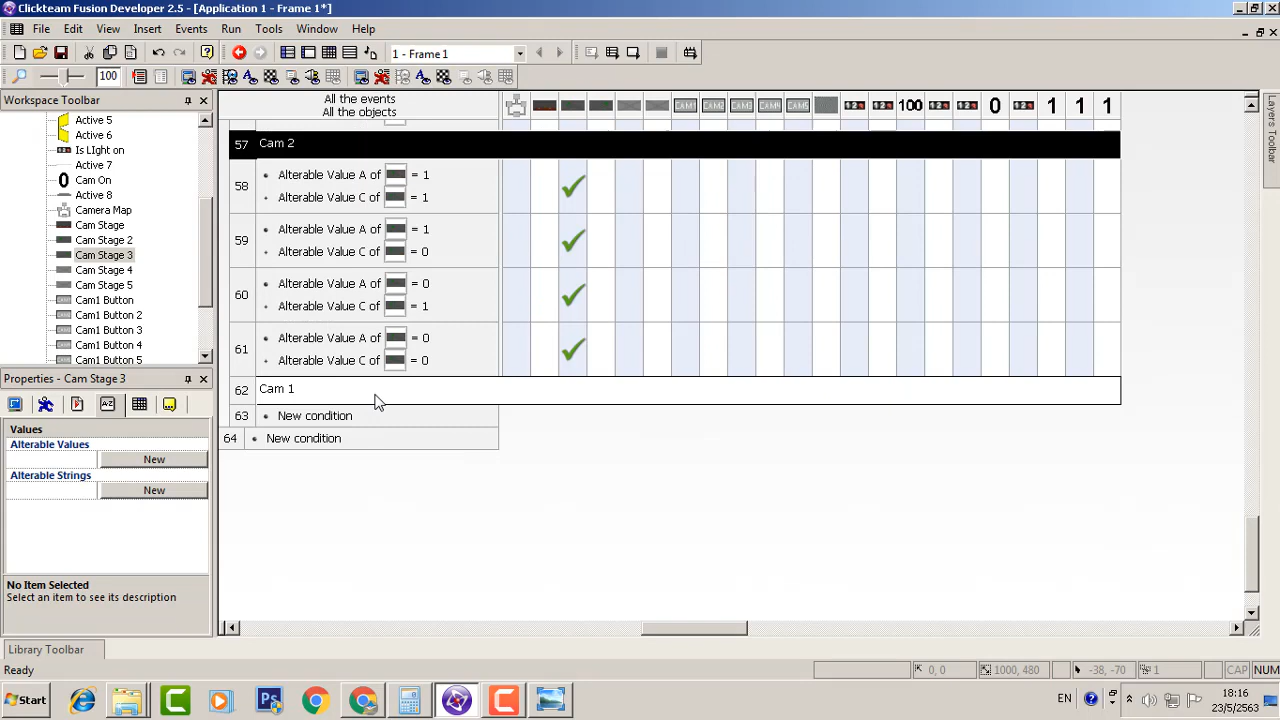 Clickteam Fusion Developer 2.5 - [Application 1 - Frame 1*]
File Edit View Insert Events Run Tools Window Help
1 - Frame 1
100
Workspace Toolbar
Active 5
Active 6
Is LIght on
Active 7
Cam On
Active 8
Camera Map
Cam Stage
Cam Stage 2
Cam Stage 3
Cam Stage 4
Cam Stage 5
Cam1 Button
Cam1 Button 2
Cam1 Button 3
Cam1 Button 4
Cam1 Button 5
Properties - Cam Stage 3
Values
Alterable Values
New
Alterable Strings
New
No Item Selected
Select an item to see its description
Library Toolbar
All the events
All the objects
CAM1 CAM2 CAM3 CAM4 CAM5 100 0 1 1 1
57 Cam 2
58 Alterable Value A of = 1
Alterable Value C of = 1
59 Alterable Value A of = 1
Alterable Value C of = 0
60 Alterable Value A of = 0
Alterable Value C of = 1
61 Alterable Value A of = 0
Alterable Value C of = 0
62 Cam 1
63 New condition
64 New condition
Layers Toolbar
Ready
0, 0 1000, 480 -38, -70 1 CAP NUM
Start
EN
18:16
23/5/2563